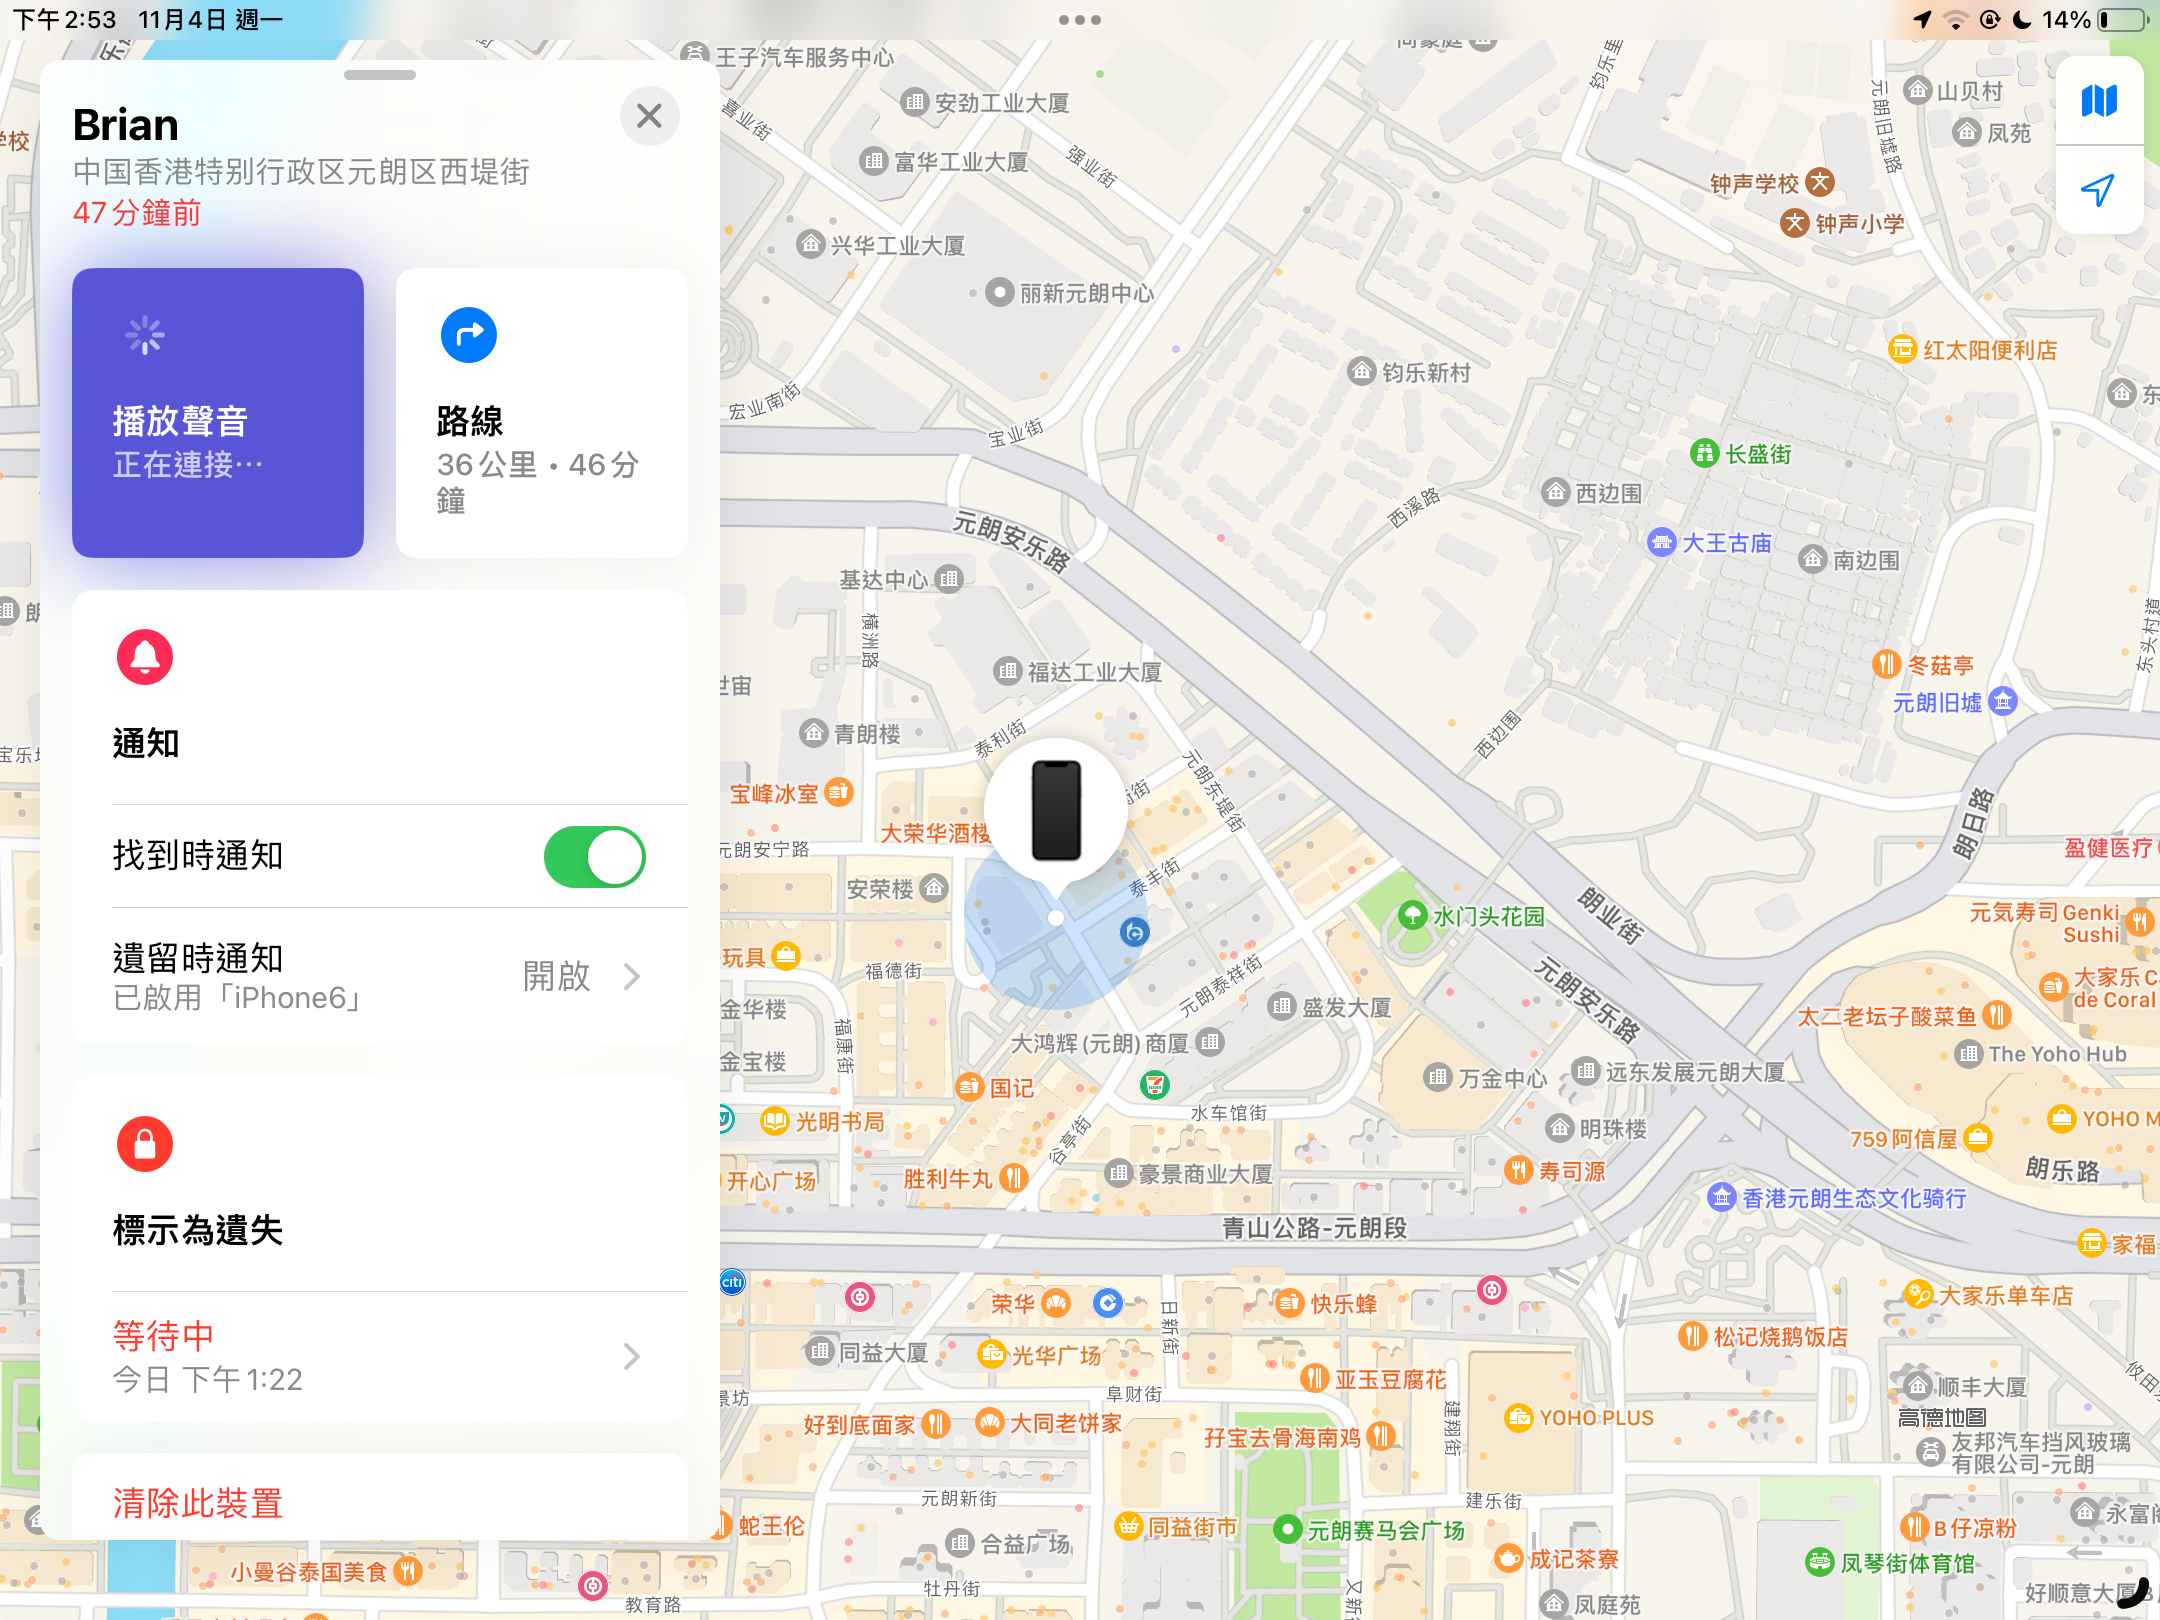 下午2:53 11月4日 週一
14%
Brian
中国香港特别行政区元朗区西堤街
47分鐘前
播放聲音
正在連接…
路線
36公里 • 46分
鐘
通知
找到時通知
遺留時通知
已啟用「iPhone6」
開啟
標示為遺失
等待中
今日 下午1:22
清除此裝置
王子汽车服务中心
安劲工业大厦
喜业街
富华工业大厦
强业街
钧乐里
元朗旧墟路
山贝村
凤苑
钟声学校
钟声小学
兴华工业大厦
丽新元朗中心
红太阳便利店
钧乐新村
宏业南街
宝业街
长盛街
西边围
西溪路
元朗安乐路
大王古庙
南边围
基达中心
横洲路
福达工业大厦
世宙
冬菇亭
元朗旧墟
东头村道
青朗楼
泰利街
西边围
元朗东堤街
宝峰冰室
大荣华酒楼
元朗安宁路
朗日路
盈健医疗
安荣楼
泰丰街
水门头花园
朗业街
元気寿司 Genki
Sushi
玩具
福德街
元朗泰祥街
元朗安乐路
大家乐 C
de Coral
金华楼
盛发大厦
太二老坛子酸菜鱼
大鸿辉(元朗)商厦
The Yoho Hub
福康街
金宝楼
万金中心
远东发展元朗大厦
国记
7
光明书局
水车馆街
明珠楼
YOHO M
759 阿信屋
谷亭街
开心广场
胜利牛丸
豪景商业大厦
寿司源
朗乐路
香港元朗生态文化骑行
青山公路-元朗段
家福
citi
荣华
日新街
快乐蜂
大家乐单车店
同益大厦
光华广场
松记烧鹅饭店
亚玉豆腐花
景坊
阜财街
建翔街
顺丰大厦
高德地图
好到底面家
大同老饼家
孖宝去骨海南鸡
YOHO PLUS
友邦汽车挡风玻璃
有限公司-元朗
元朗新街
建乐街
蛇王伦
合益广场
同益街市
元朗赛马会广场
B仔凉粉
成记茶寮
凤琴街体育馆
小曼谷泰国美食
牡丹街
教育路
又新街
凤庭苑
好顺意大厦